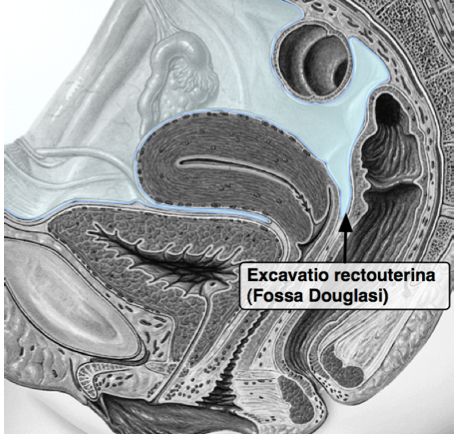 Excavatio rectouterina
(Fossa Douglasi)